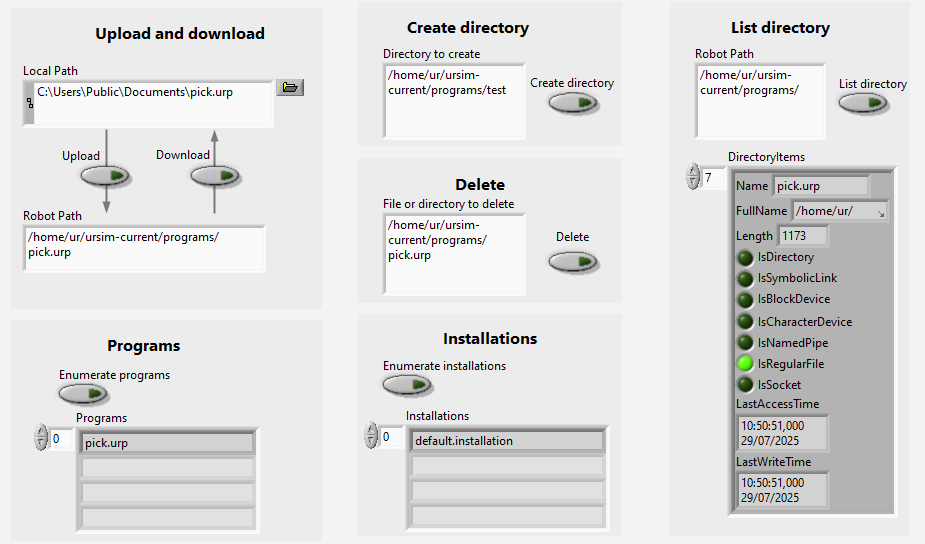 Upload and download
Local Path
C:\Users\Public\Documents\pick.urp
Upload
Download
Robot Path
/home/ur/ursim-current/programs/
pick.urp
Create directory
Directory to create
/home/ur/ursim-
current/programs/test
Create directory
Delete
File or directory to delete
/home/ur/ursim-
current/programs/
pick.urp
Delete
List directory
Robot Path
/home/ur/ursim-
current/programs/
List directory
DirectoryItems
7
Name pick.urp
FullName /home/ur/
Length 1173
IsDirectory
IsSymbolicLink
IsBlockDevice
IsCharacterDevice
IsNamedPipe
IsRegularFile
IsSocket
LastAccessTime
10:50:51,000
29/07/2025
LastWriteTime
10:50:51,000
29/07/2025
Programs
Enumerate programs
Programs
0
pick.urp
Installations
Enumerate installations
Installations
0
default.installation